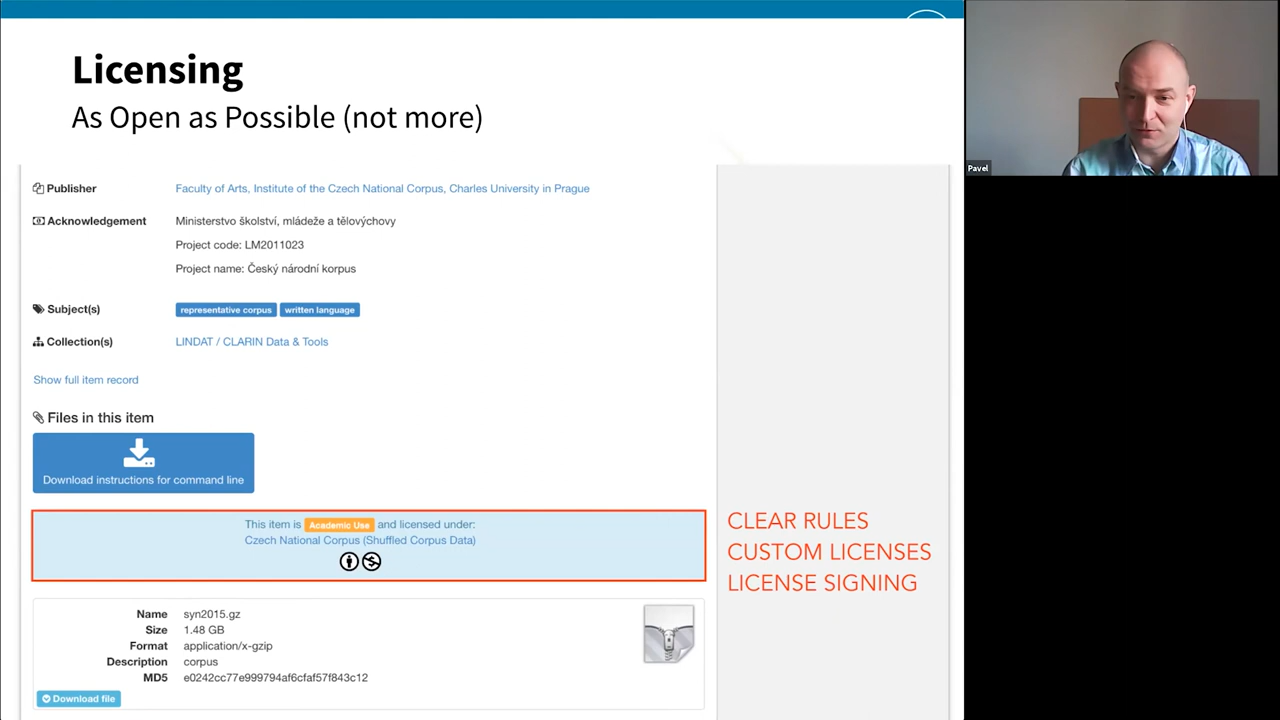 Licensing
As Open as Possible (not more)
Publisher Faculty of Arts, Institute of the Czech National Corpus, Charles University in Prague
Acknowledgement Ministerstvo školství, mládeže a tělovýchovy
Project code: LM2011023
Project name: Český národní korpus
Subject(s) representative corpus written language
Collection(s) LINDAT / CLARIN Data & Tools
Show full item record
Files in this item
Download instructions for command line
This item is Academic Use and licensed under:
Czech National Corpus (Shuffled Corpus Data)
CLEAR RULES
CUSTOM LICENSES
LICENSE SIGNING
Name syn2015.gz
Size 1.48 GB
Format application/x-gzip
Description corpus
MD5 e0242cc77e999794af6cfaf57f843c12
Download file
Pavel